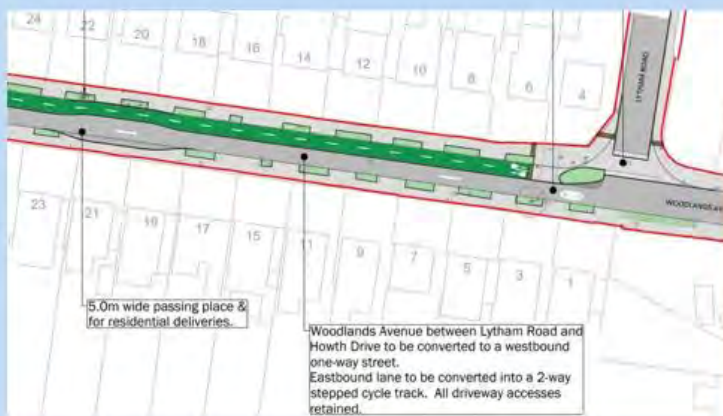 24
22
20
18
16
14
12
10
8
6
4
LYTHAM ROAD
WOODLANDS AV
23
21
19
17
15
11
9
7
5
3
1
5.0m wide passing place &
for residential deliveries.
Woodlands Avenue between Lytham Road and
Howth Drive to be converted to a westbound
one-way street.
Eastbound lane to be converted into a 2-way
stepped cycle track. All driveway accesses
retained.